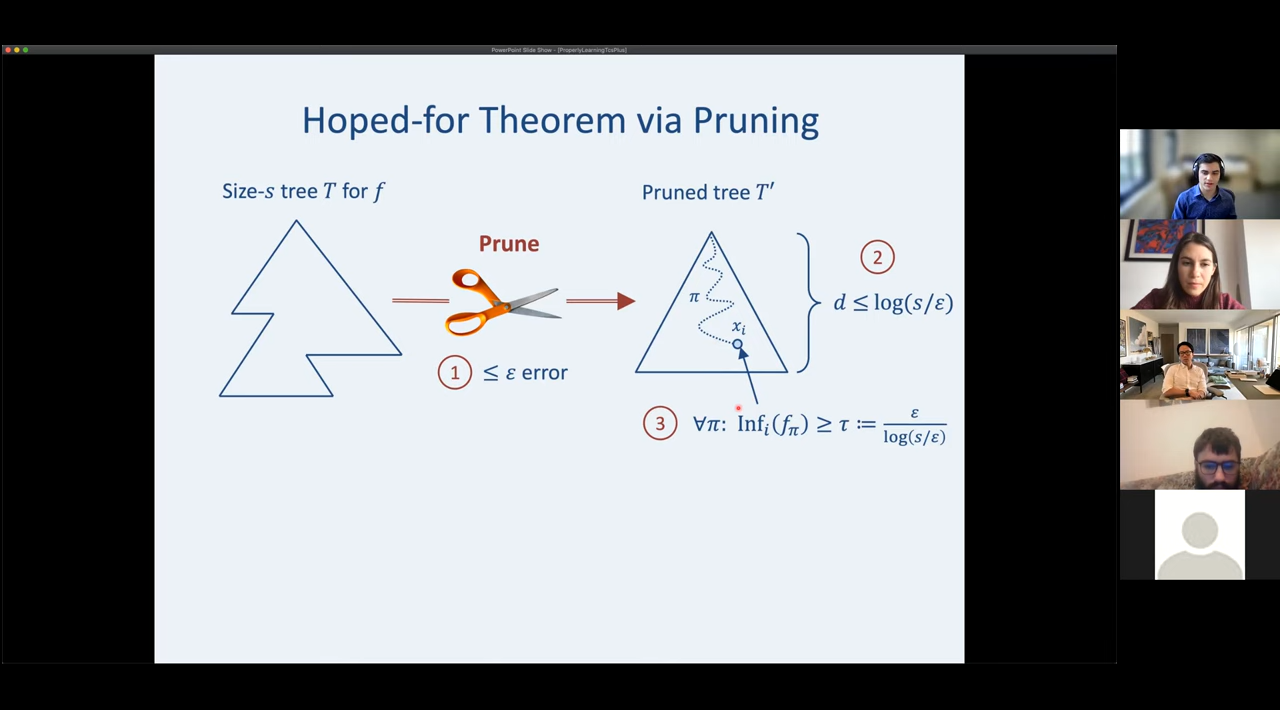 PowerPoint Slide Show - [ProperlyLearningTcsPlus]
Hoped-for Theorem via Pruning
Size-s tree T for f
Pruned tree T′
Prune
2
π
d ≤ log(s/ε)
x_i
1 ≤ ε error
3 ∀π: Inf_i(f_π) ≥ τ := ε / log(s/ε)